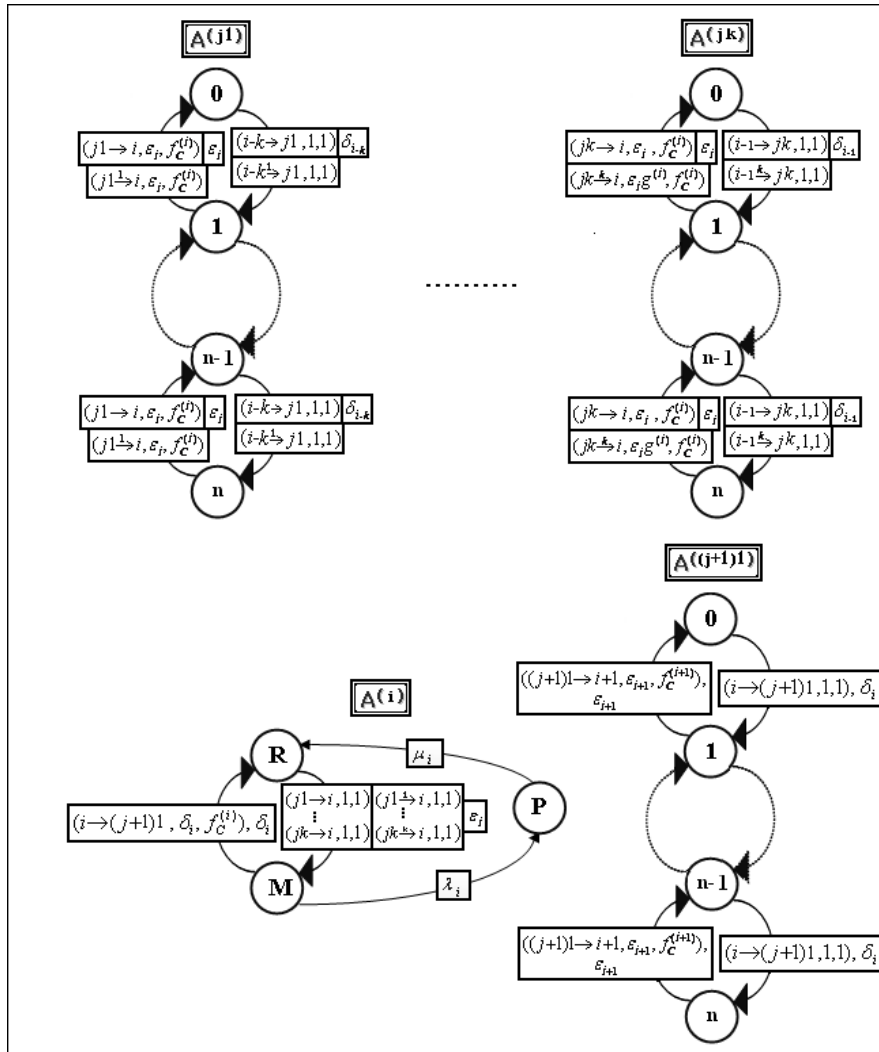 A(j1)
0
(j1→i, εi, fC(i)) εi
(j1→1 i, εi, fC(i))
(i-k→j1,1,1) δi-k
(i-k→1 j1,1,1)
1
n-1
(j1→i, εi, fC(i)) εi
(j1→1 i, εi, fC(i))
(i-k→j1,1,1) δi-k
(i-k→1 j1,1,1)
n
A(jk)
0
(jk→i, εi, fC(i)) εi
(jk→k i, εi g(i), fC(i))
(i-1→jk,1,1) δi-1
(i-1→k jk,1,1)
1
n-1
(jk→i, εi, fC(i)) εi
(jk→k i, εi g(i), fC(i))
(i-1→jk,1,1) δi-1
(i-1→k jk,1,1)
n
A(i)
R
μi
(i→(j+1)1, δi, fC(i)), δi
(j1→i,1,1) (j1→1 i,1,1)
⋮ ⋮
(jk→i,1,1) (jk→k i,1,1)
εi
P
M
λi
A((j+1)1)
0
((j+1)1→i+1, εi+1, fC(i+1)),
εi+1
(i→(j+1)1,1,1), δi
1
n-1
((j+1)1→i+1, εi+1, fC(i+1)),
εi+1
(i→(j+1)1,1,1), δi
n